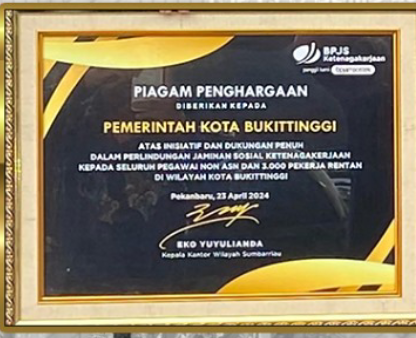 BPJS
Ketenagakerjaan
PIAGAM PENGHARGAAN
DIBERIKAN KEPADA
PEMERINTAH KOTA BUKITTINGGI
ATAS INISIATIF DAN DUKUNGAN PENUH
DALAM PERLINDUNGAN JAMINAN SOSIAL KETENAGAKERJAAN
KEPADA SELURUH PEGAWAI NON ASN DAN 3.000 PEKERJA RENTAN
DI WILAYAH KOTA BUKITTINGGI
Pekanbaru, 23 April 2024
EKO YUYULIANDA
Kepala Kantor Wilayah Sumbarriau